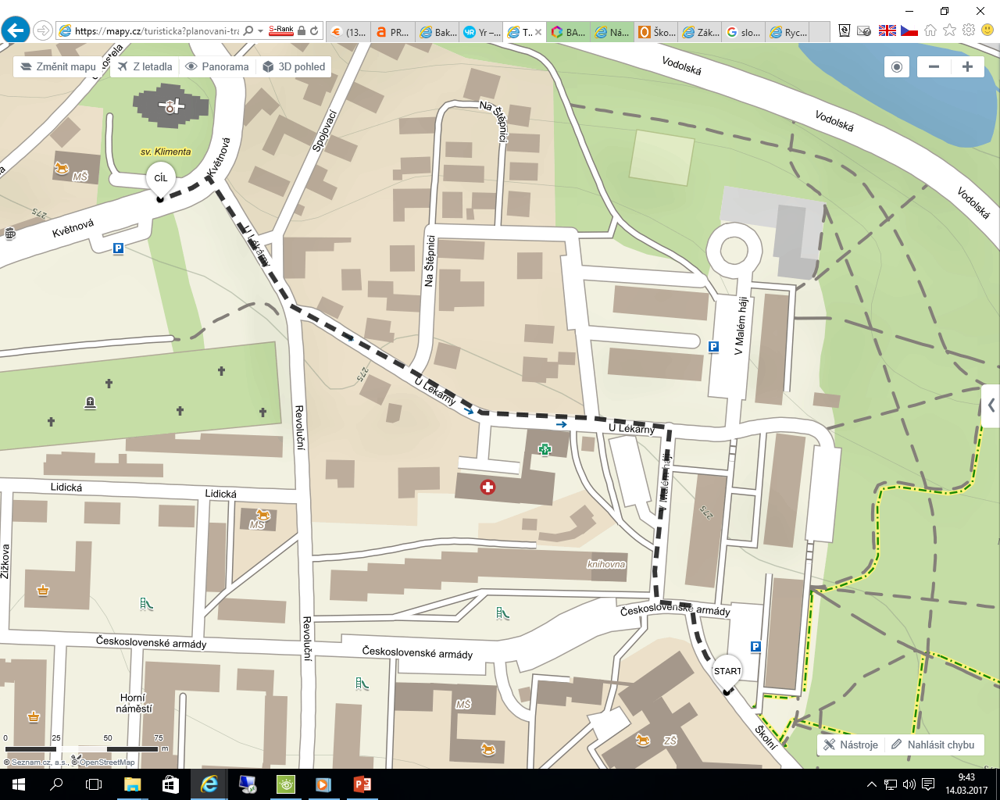 https://mapy.cz/turisticka?planovani-tra
S-Rank
(13...
PR...
Bak...
Yr –...
T...
BA...
Ná...
Ško...
Zák...
slo...
Ryc...
Změnit mapu
Z letadla
Panorama
3D pohled
Vodolská
Vodolská
Vodolská
Spojovací
Na Štěpnici
sv. Klimenta
MŠ
Květnová
CÍL
275
Květnová
P
U Lékárny
Na Štěpnici
V Malém háji
P
275
U Lékárny
U Lékárny
Revoluční
V Malém háji
275
Lidická
Lidická
MŠ
Žižkova
knihovna
Československé armády
Československé armády
Československé armády
Revoluční
P
START
Horní
náměstí
MŠ
ZŠ
Školní
0 25 50 75 m
© Seznam.cz, a.s., © OpenStreetMap
Nástroje
Nahlásit chybu
9:43
14.03.2017